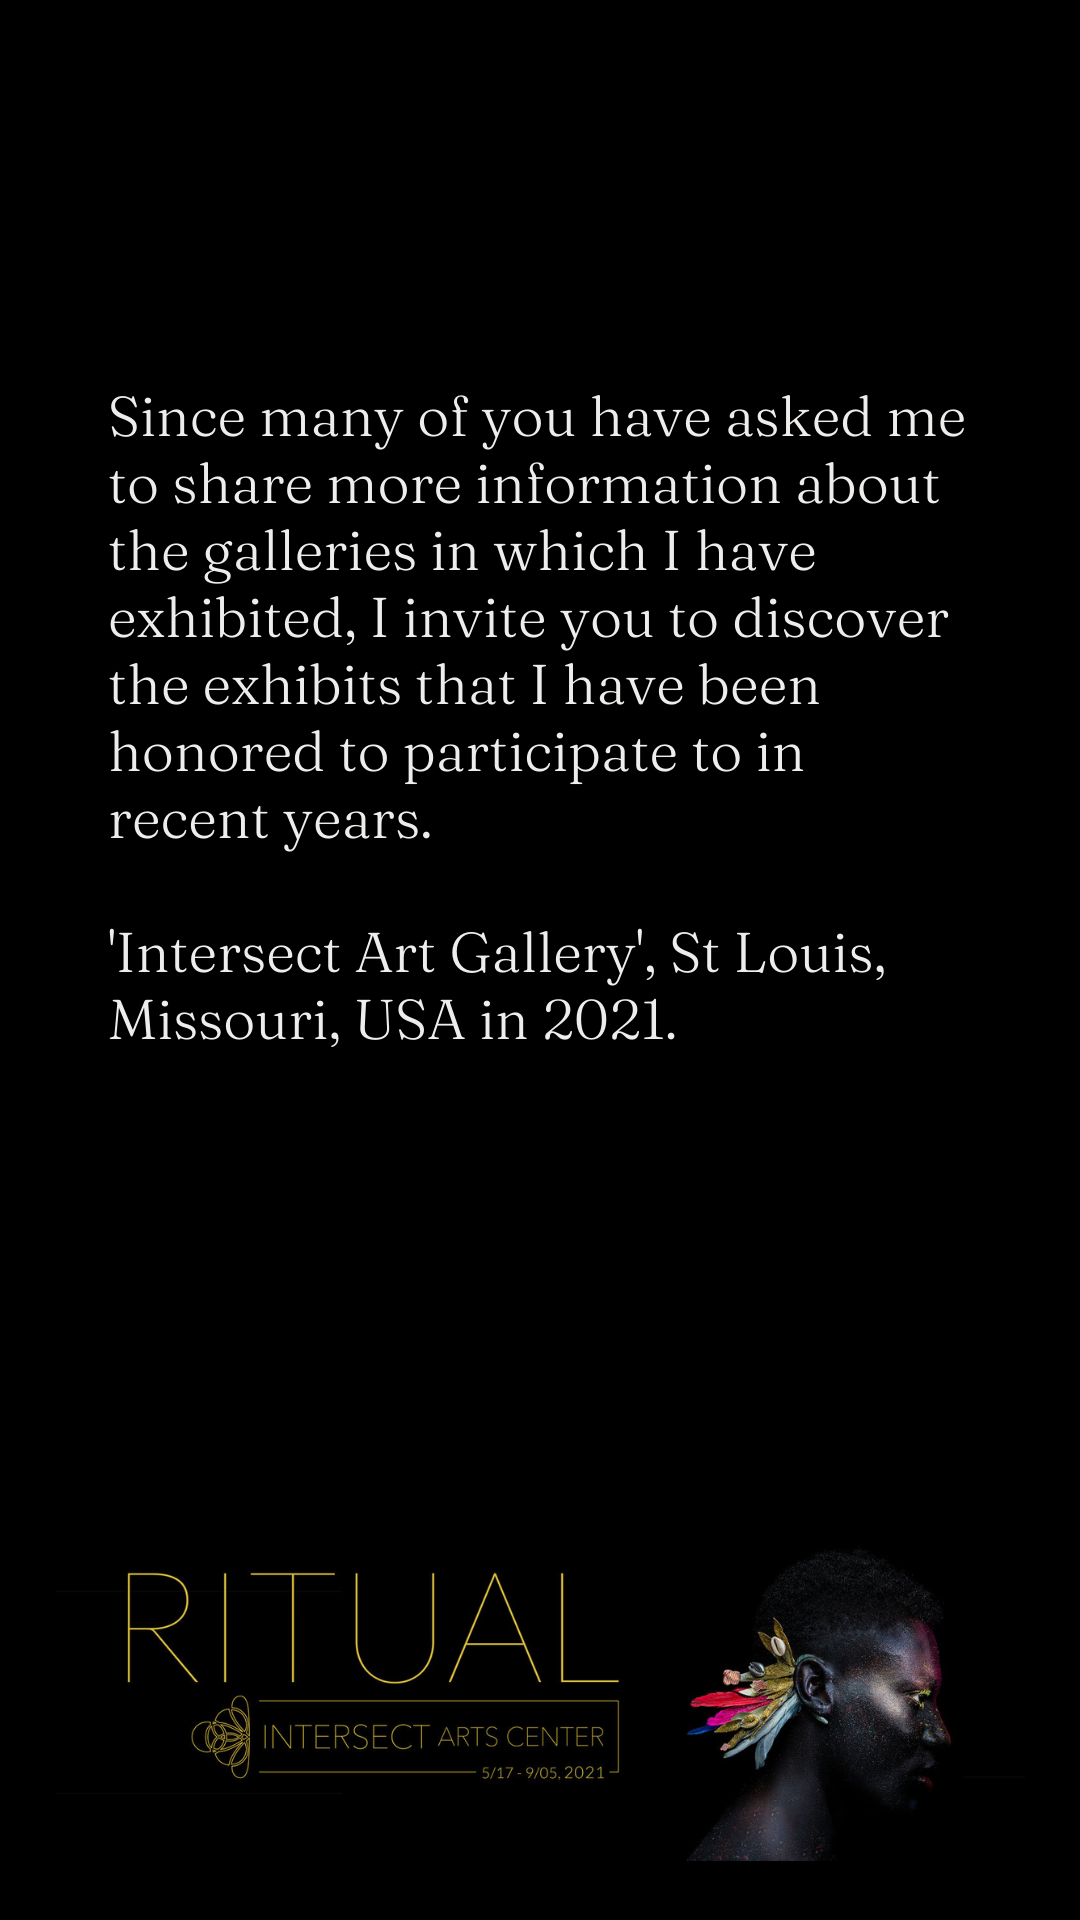 Since many of you have asked me
to share more information about
the galleries in which I have
exhibited, I invite you to discover
the exhibits that I have been
honored to participate to in
recent years.
'Intersect Art Gallery', St Louis,
Missouri, USA in 2021.
RITUAL
INTERSECT ARTS CENTER
5/17 - 9/05, 2021